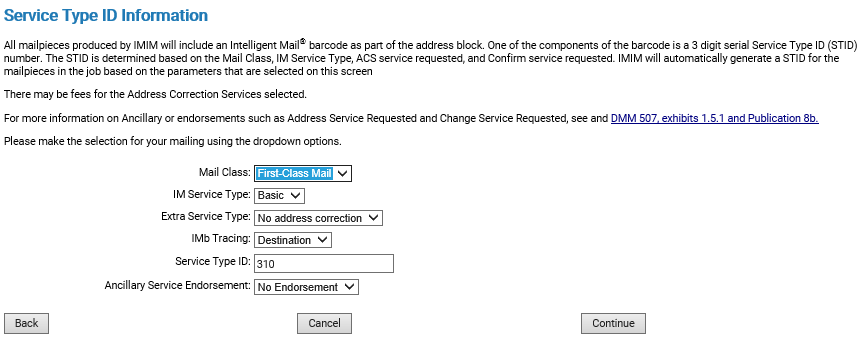 Service Type ID Information
All mailpieces produced by IMIM will include an Intelligent Mail® barcode as part of the address block. One of the components of the barcode is a 3 digit serial Service Type ID (STID)
number. The STID is determined based on the Mail Class, IM Service Type, ACS service requested, and Confirm service requested. IMIM will automatically generate a STID for the
mailpieces in the job based on the parameters that are selected on this screen
There may be fees for the Address Correction Services selected.
For more information on Ancillary or endorsements such as Address Service Requested and Change Service Requested, see and DMM 507, exhibits 1.5.1 and Publication 8b.
Please make the selection for your mailing using the dropdown options.
Mail Class: First-Class Mail
IM Service Type: Basic
Extra Service Type: No address correction
IMb Tracing: Destination
Service Type ID: 310
Ancillary Service Endorsement: No Endorsement
Back Cancel Continue